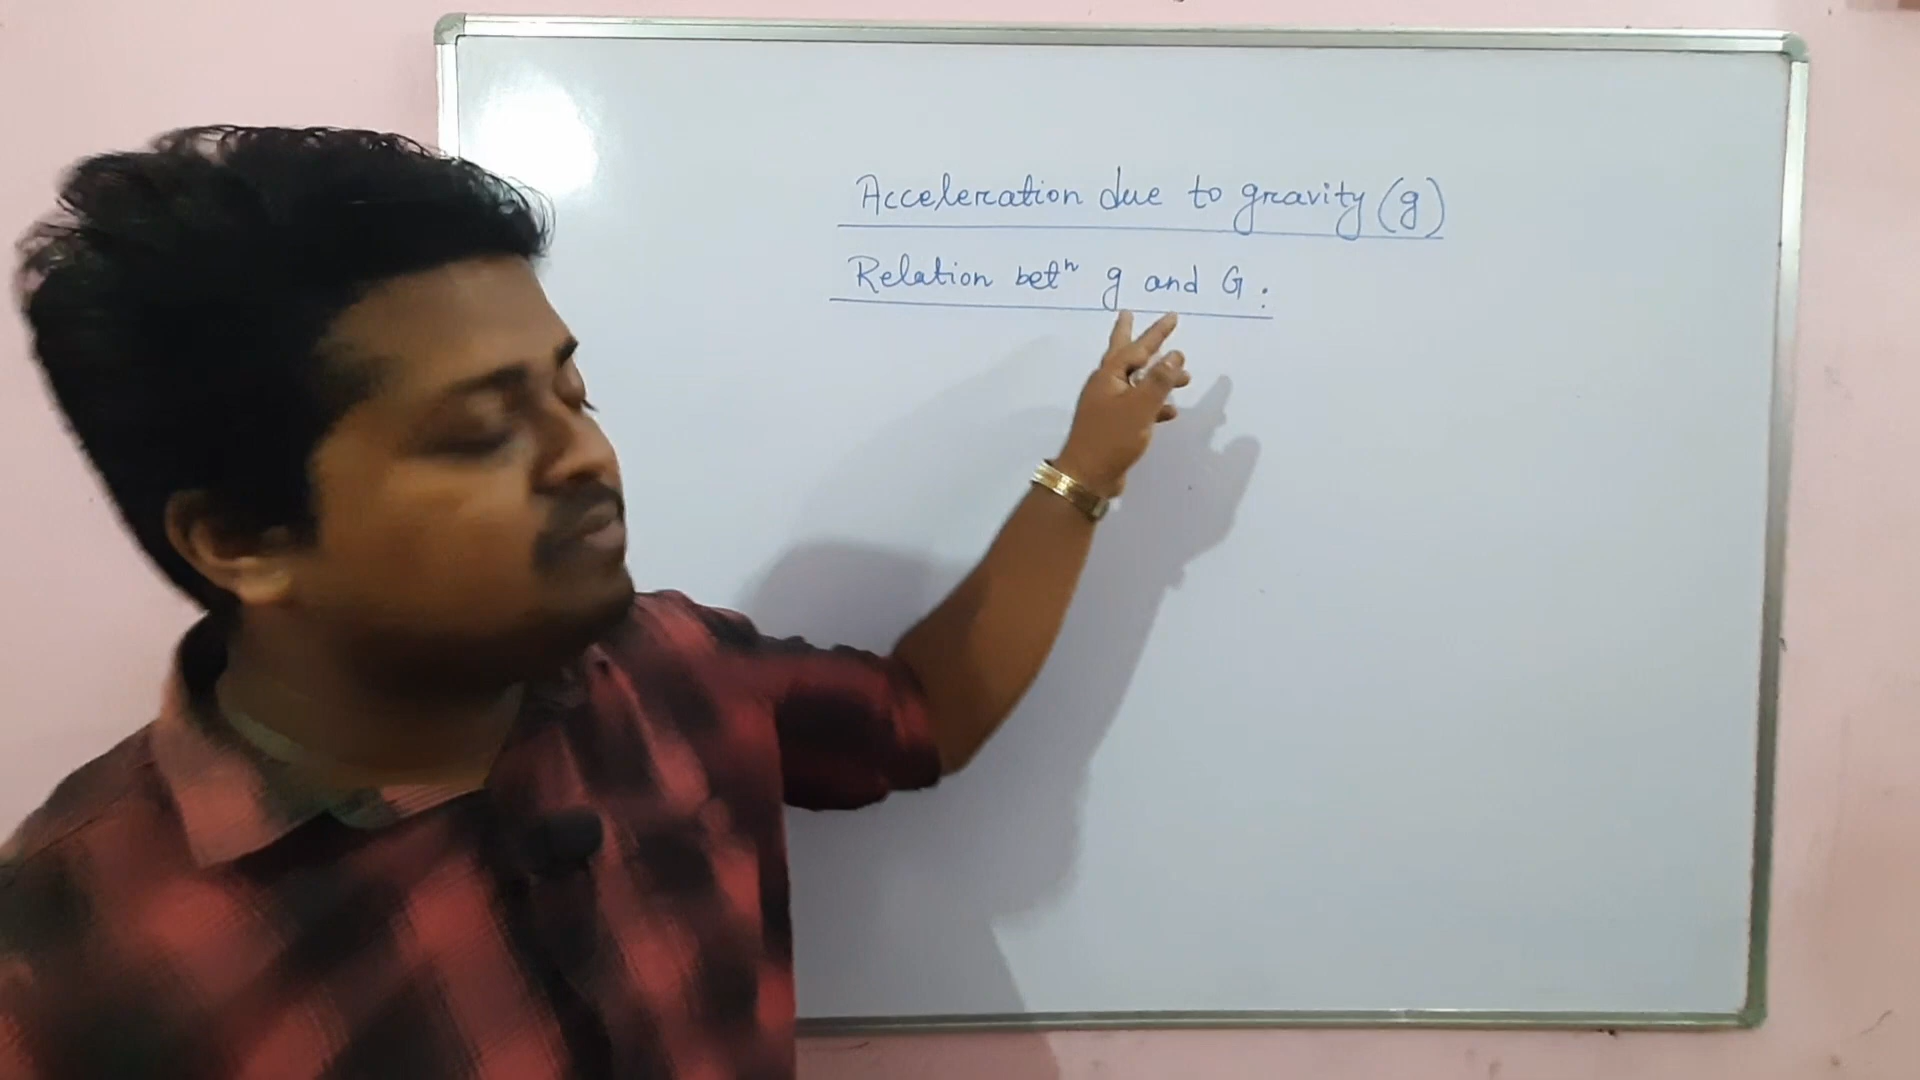 Acceleration due to gravity (g)
Relation betⁿ g and G :